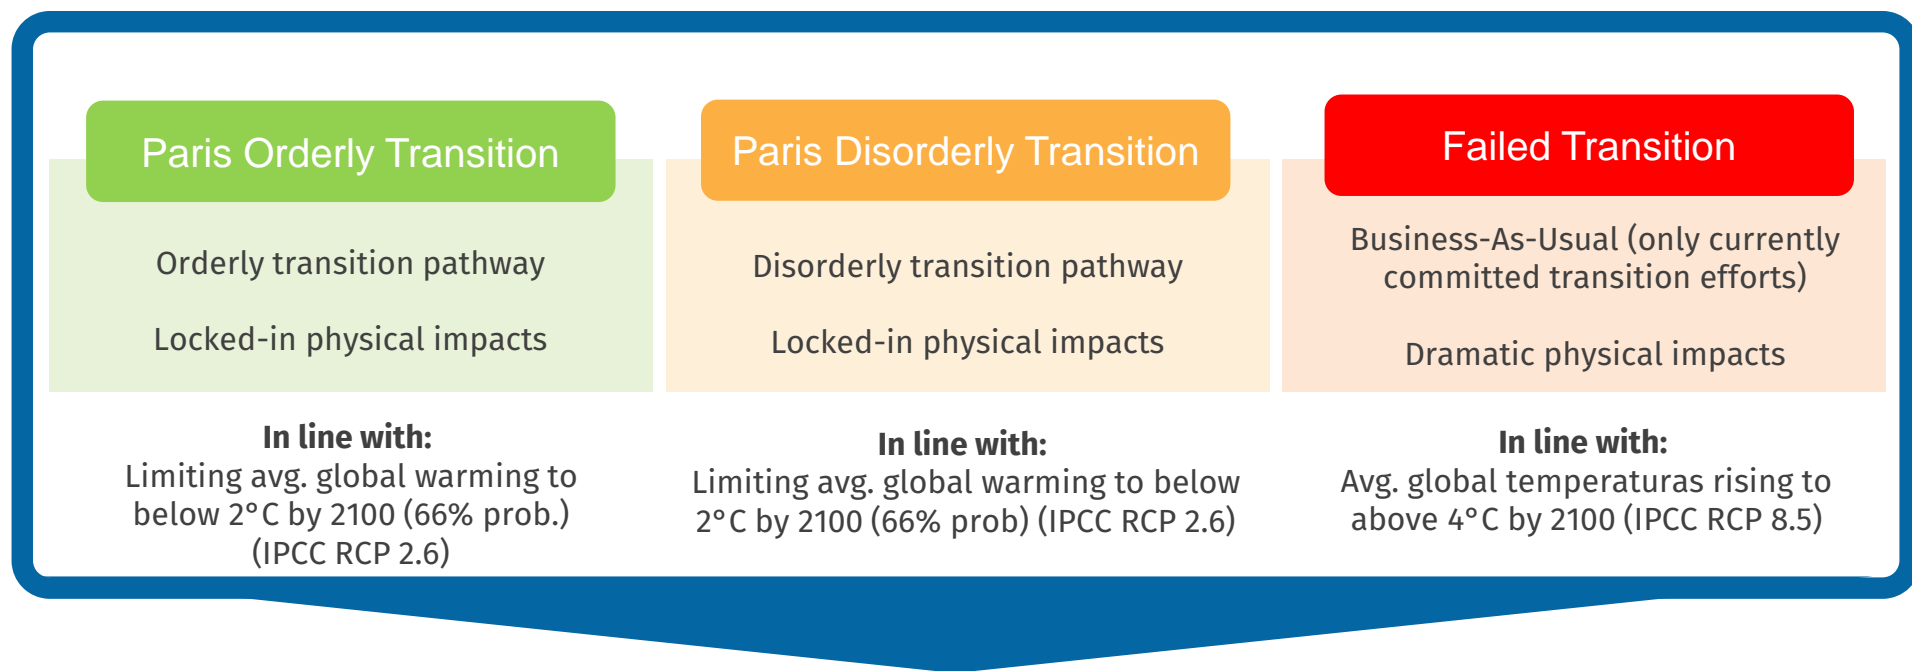 Paris Orderly Transition
Orderly transition pathway
Locked-in physical impacts
In line with:
Limiting avg. global warming to
below 2°C by 2100 (66% prob.)
(IPCC RCP 2.6)
Paris Disorderly Transition
Disorderly transition pathway
Locked-in physical impacts
In line with:
Limiting avg. global warming to below
2°C by 2100 (66% prob) (IPCC RCP 2.6)
Failed Transition
Business-As-Usual (only currently
committed transition efforts)
Dramatic physical impacts
In line with:
Avg. global temperaturas rising to
above 4°C by 2100 (IPCC RCP 8.5)